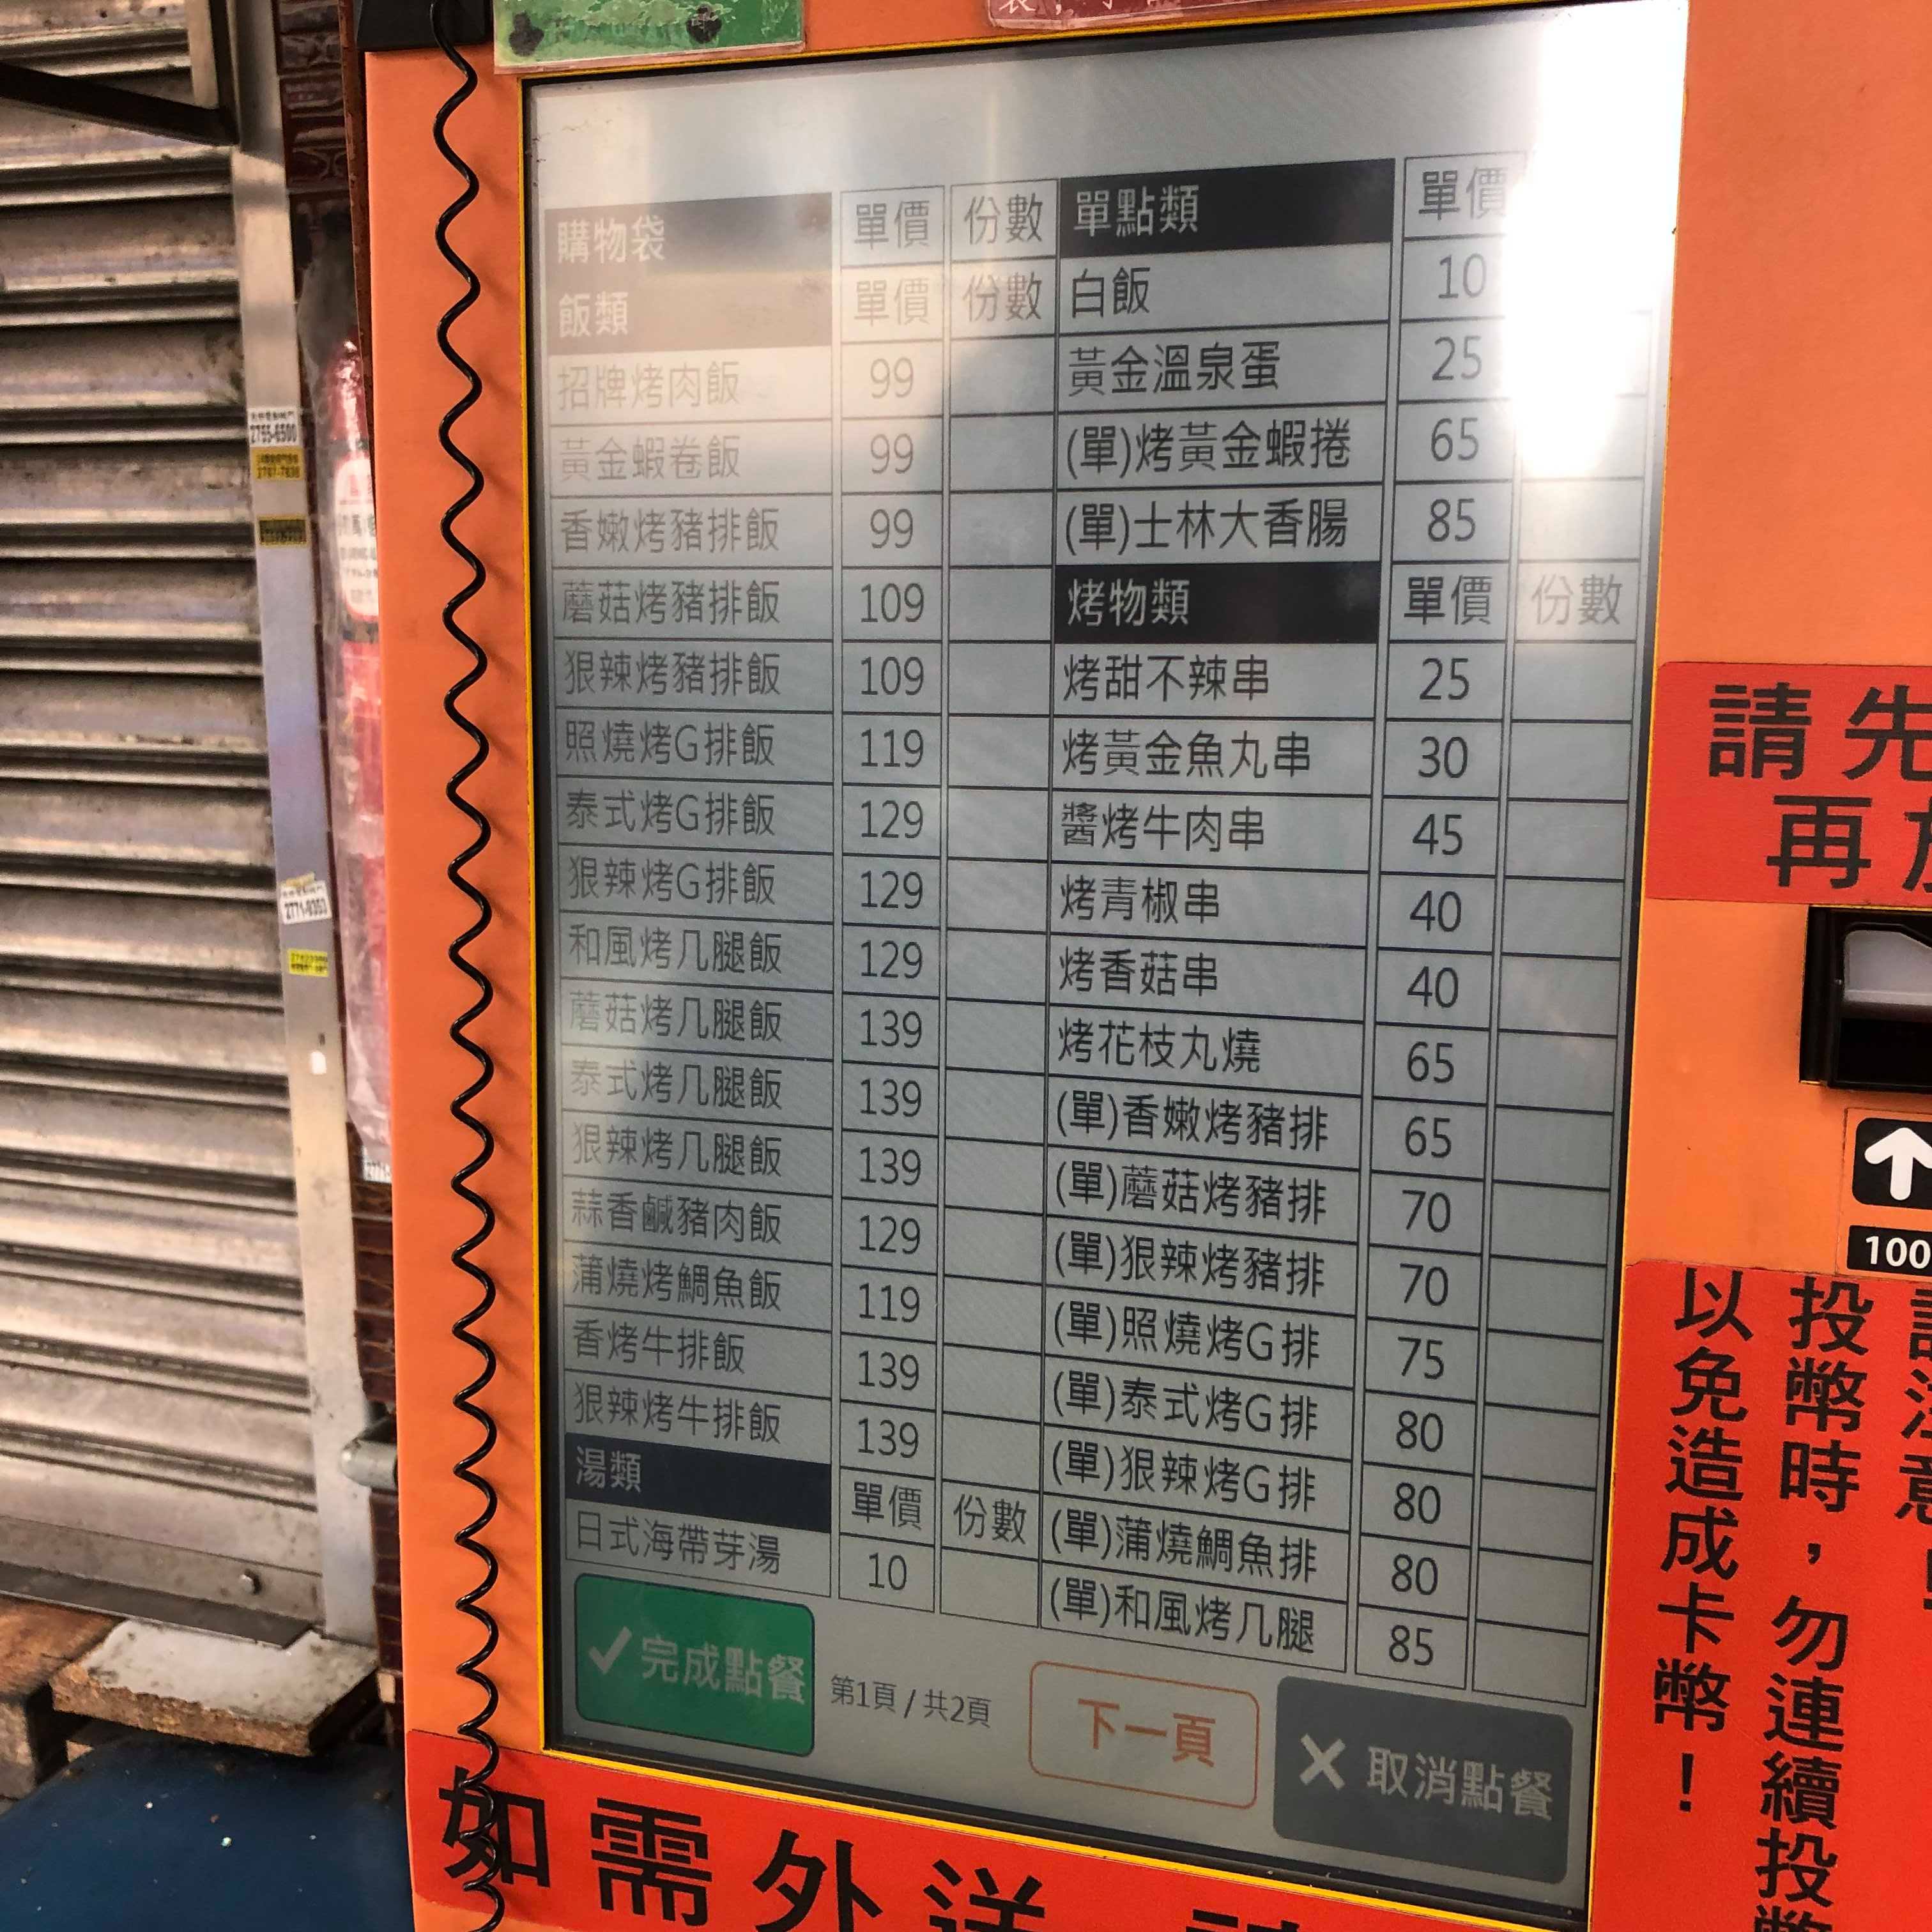 購物袋 單價 份數
飯類 單價 份數
招牌烤肉飯 99
黃金蝦卷飯 99
香嫩烤豬排飯 99
蘑菇烤豬排飯 109
狠辣烤豬排飯 109
照燒烤G排飯 119
泰式烤G排飯 129
狠辣烤G排飯 129
和風烤几腿飯 129
蘑菇烤几腿飯 139
泰式烤几腿飯 139
狠辣烤几腿飯 139
蒜香鹹豬肉飯 129
蒲燒烤鯛魚飯 119
香烤牛排飯 139
狠辣烤牛排飯 139
湯類 單價 份數
日式海帶芽湯 10
單點類 單價
白飯 10
黃金溫泉蛋 25
(單)烤黃金蝦捲 65
(單)士林大香腸 85
烤物類 單價 份數
烤甜不辣串 25
烤黃金魚丸串 30
醬烤牛肉串 45
烤青椒串 40
烤香菇串 40
烤花枝丸燒 65
(單)香嫩烤豬排 65
(單)蘑菇烤豬排 70
(單)狠辣烤豬排 70
(單)照燒烤G排 75
(單)泰式烤G排 80
(單)狠辣烤G排 80
(單)蒲燒鯛魚排 80
(單)和風烤几腿 85
完成點餐
第1頁 / 共2頁
下一頁
取消點餐
如需外送
請先
再
100
投幣時，勿連續投幣
以免造成卡幣！
2755-6500
2771-9353